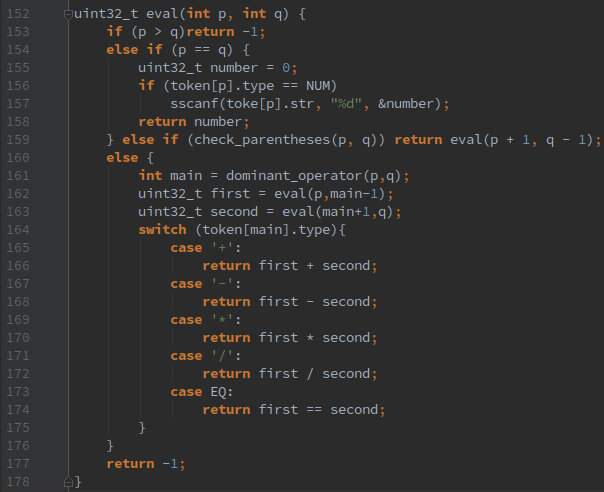 152 uint32_t eval(int p, int q) {
153     if (p > q)return -1;
154     else if (p == q) {
155         uint32_t number = 0;
156         if (token[p].type == NUM)
157             sscanf(toke[p].str, "%d", &number);
158         return number;
159     } else if (check_parentheses(p, q)) return eval(p + 1, q - 1);
160     else {
161         int main = dominant_operator(p,q);
162         uint32_t first = eval(p,main-1);
163         uint32_t second = eval(main+1,q);
164         switch (token[main].type){
165             case '+':
166                 return first + second;
167             case '-':
168                 return first - second;
169             case '*':
170                 return first * second;
171             case '/':
172                 return first / second;
173             case EQ:
174                 return first == second;
175         }
176     }
177     return -1;
178 }